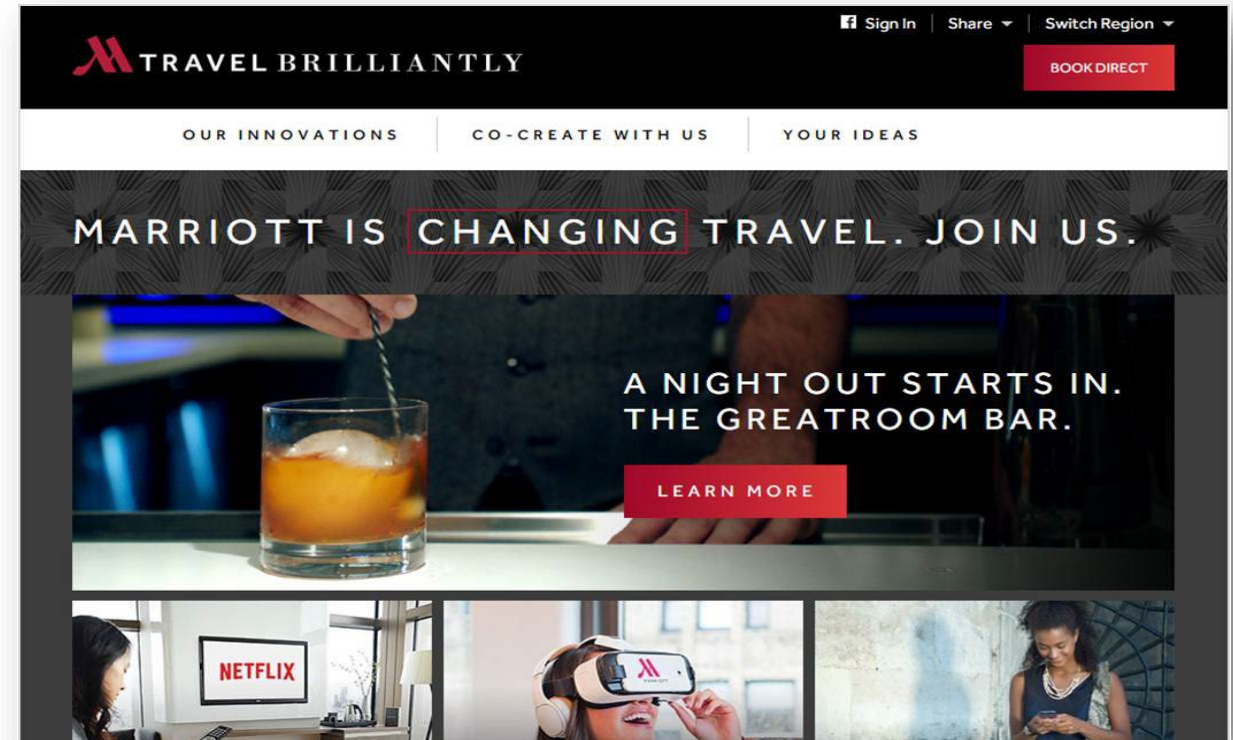 Sign In | Share | Switch Region
TRAVEL BRILLIANTLY
BOOK DIRECT
OUR INNOVATIONS | CO-CREATE WITH US | YOUR IDEAS
MARRIOTT IS CHANGING TRAVEL. JOIN US.
A NIGHT OUT STARTS IN.
THE GREATROOM BAR.
LEARN MORE
NETFLIX